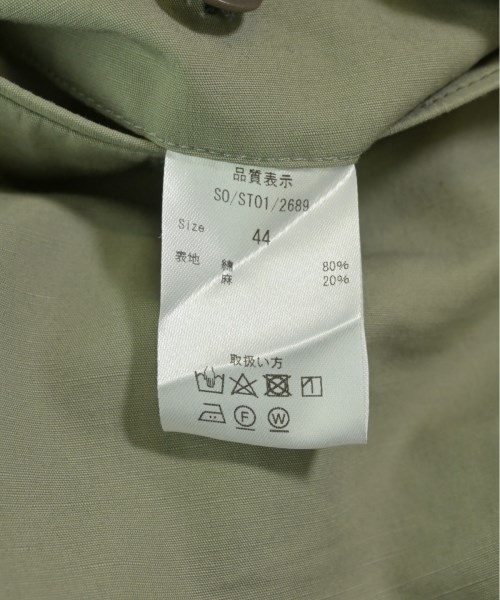 品質表示
SO/ST01/2689
Size 44
表地 綿 80%
麻 20%
取扱い方
F W